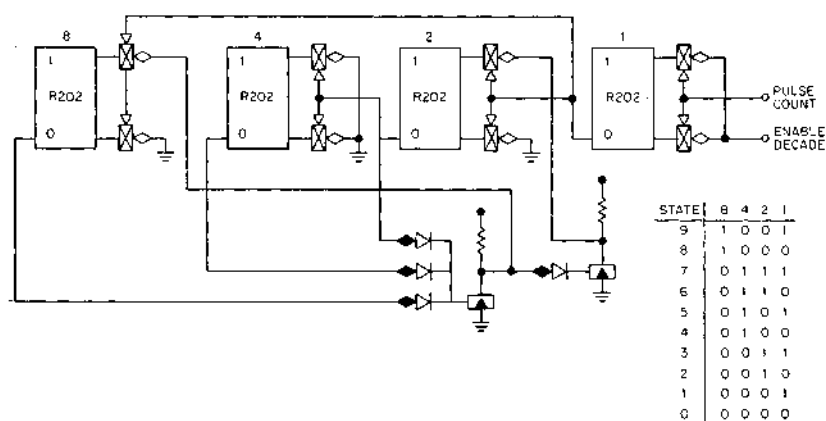 8 4 2 1
1 1 1 1
R202 R202 R202 R202
0 0 0 0
PULSE
COUNT
ENABLE
DECADE
STATE 8 4 2 1
9 1 0 0 1
8 1 0 0 0
7 0 1 1 1
6 0 1 1 0
5 0 1 0 1
4 0 1 0 0
3 0 0 1 1
2 0 0 1 0
1 0 0 0 1
0 0 0 0 0